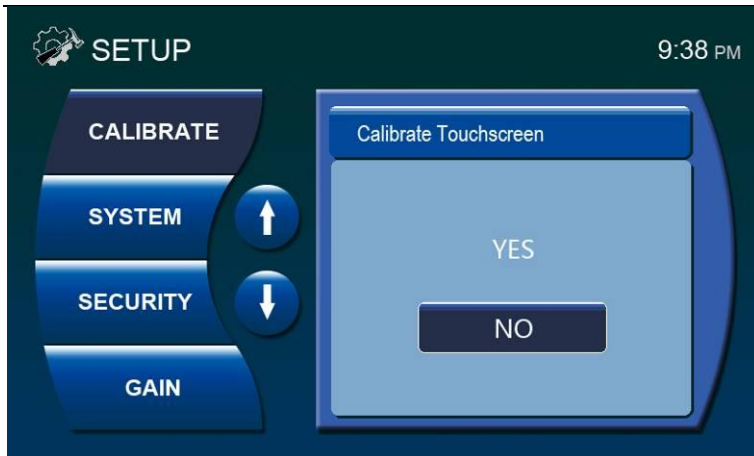 SETUP
9:38 PM
CALIBRATE
SYSTEM
SECURITY
GAIN
Calibrate Touchscreen
YES
NO